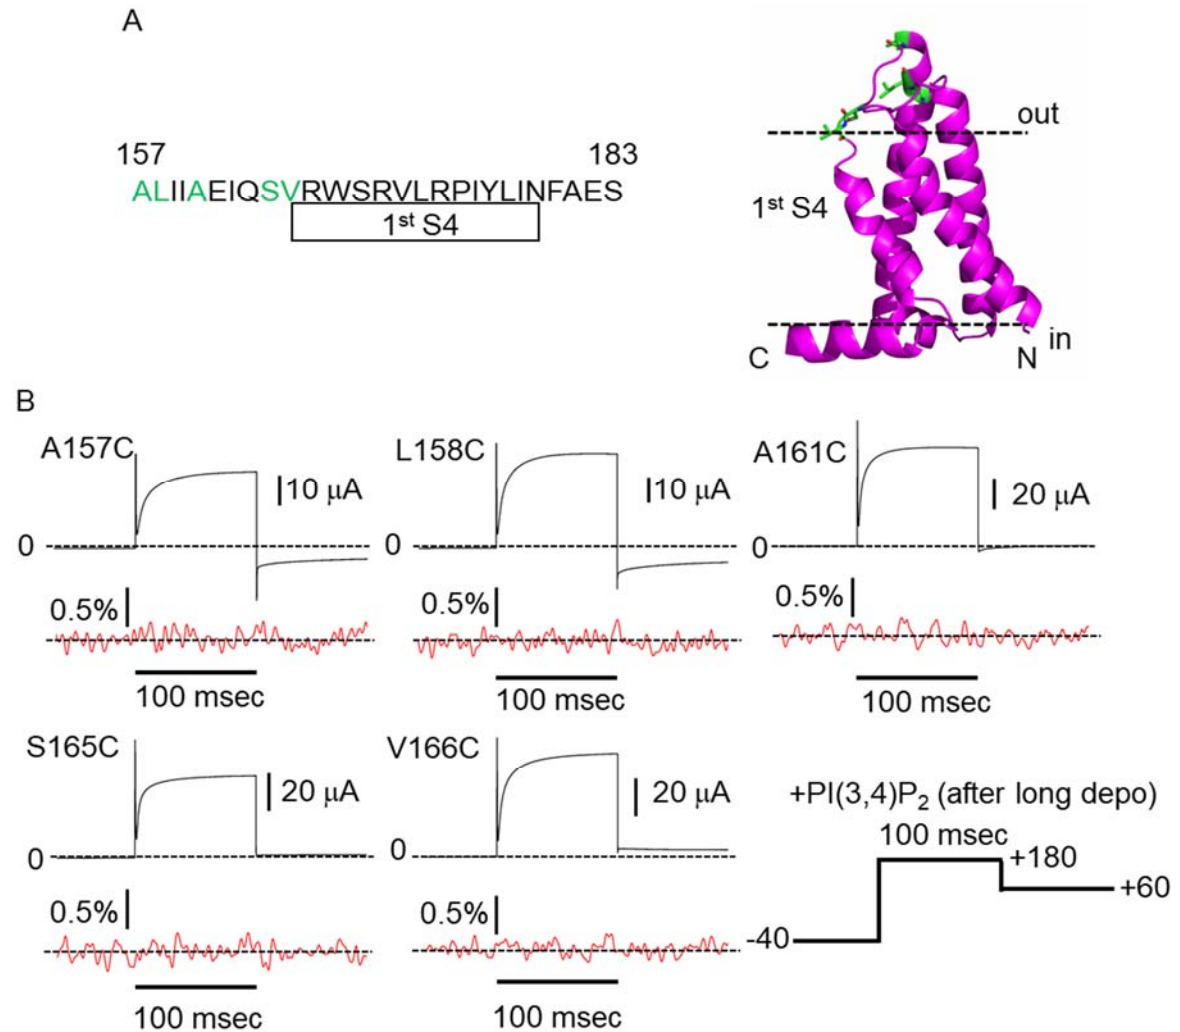 A
157 183
ALIIAEIQSVRWSRVLRPIYLINFAES
1st S4
out
1st S4
in
C
N
B
A157C
10 μA
0
0.5%
100 msec
L158C
10 μA
0
0.5%
100 msec
A161C
20 μA
0
0.5%
100 msec
S165C
20 μA
0
0.5%
100 msec
V166C
20 μA
0
0.5%
100 msec
+PI(3,4)P2 (after long depo)
100 msec
+180
+60
-40